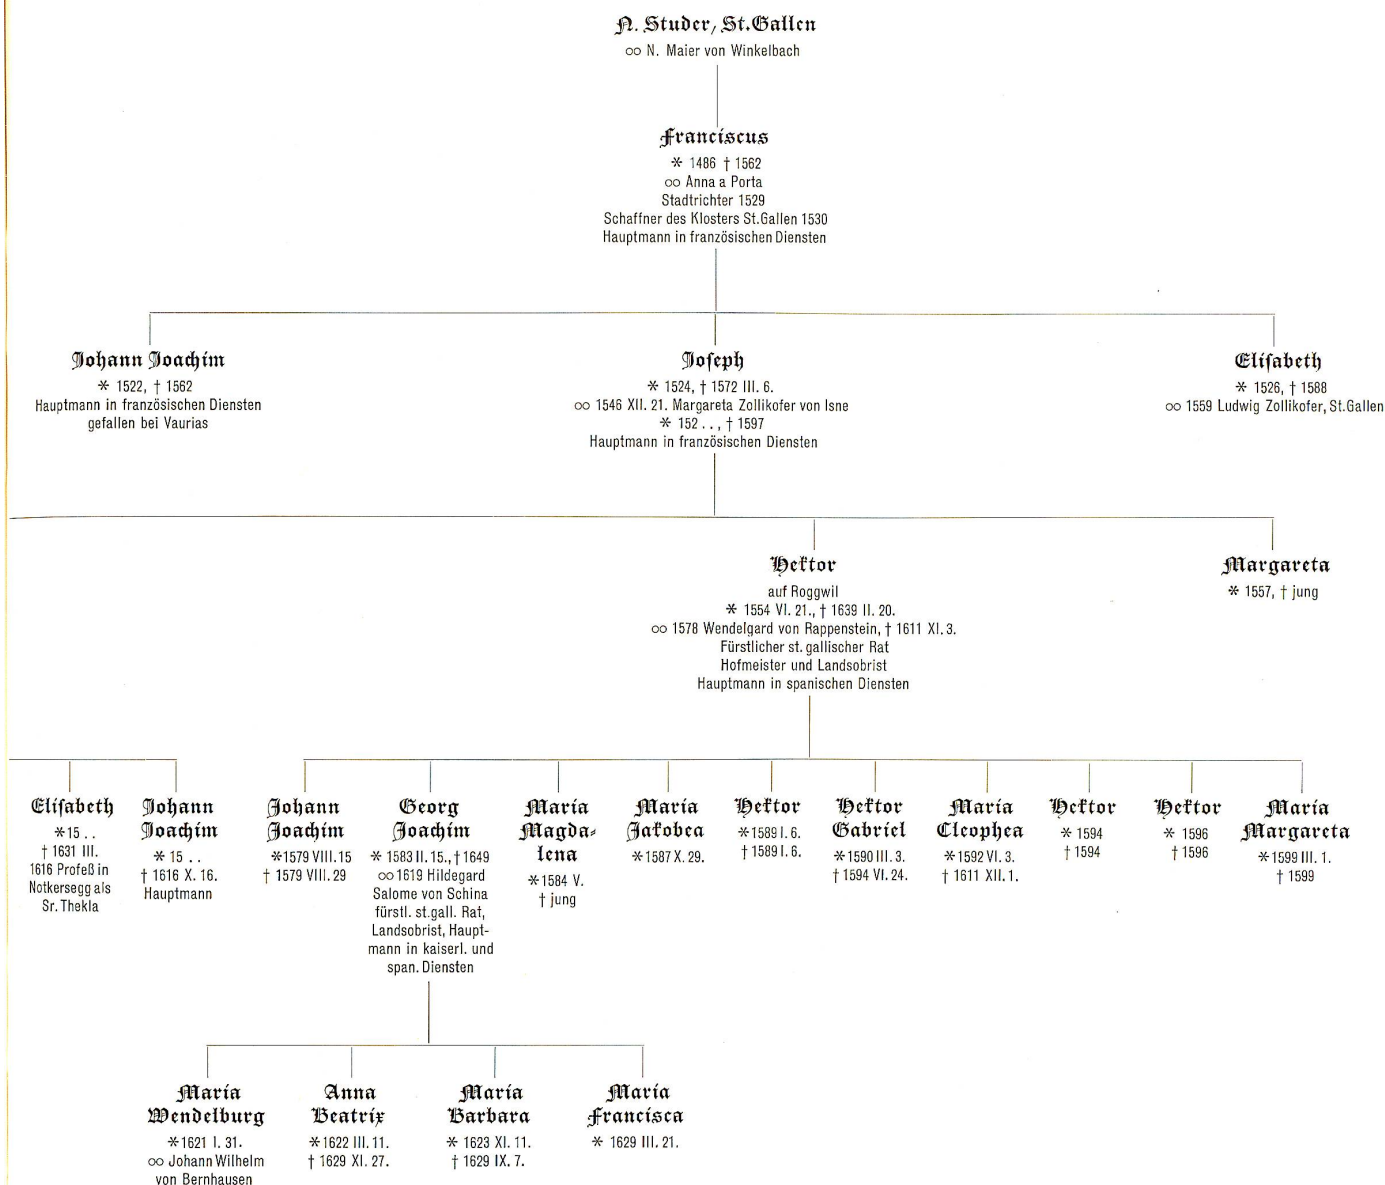 N. Studer, St. Gallen
oo N. Maier von Winkelbach
Franciscus
* 1486 † 1562
oo Anna a Porta
Stadtrichter 1529
Schaffner des Klosters St. Gallen 1530
Hauptmann in französischen Diensten
Johann Joachim
* 1522, † 1562
Hauptmann in französischen Diensten
gefallen bei Vaurias
Joseph
* 1524, † 1572 III. 6.
oo 1546 XII. 21. Margareta Zollikofer von Isne
* 152 . . , † 1597
Hauptmann in französischen Diensten
Elisabeth
* 1526, † 1588
oo 1559 Ludwig Zollikofer, St. Gallen
Hektor
auf Roggwil
* 1554 VI. 21., † 1639 II. 20.
oo 1578 Wendelgard von Rappenstein, † 1611 XI. 3.
Fürstlicher st. gallischer Rat
Hofmeister und Landsobrist
Hauptmann in spanischen Diensten
Margareta
* 1557, † jung
Elisabeth
* 15 . .
† 1631 III.
1616 Profeß in
Notkersegg als
Sr. Thekla
Johann
Joachim
* 15 . .
† 1616 X. 16.
Hauptmann
Johann
Joachim
* 1579 VIII. 15
† 1579 VIII. 29
Georg
Joachim
* 1583 II. 15., † 1649
oo 1619 Hildegard
Salome von Schina
fürstl. st. gall. Rat,
Landsobrist, Haupt-
mann in kaiserl. und
span. Diensten
Maria
Magda-
lena
* 1584 V.
† jung
Maria
Jakobea
* 1587 X. 29.
Hektor
* 1589 I. 6.
† 1589 I. 6.
Hektor
Gabriel
* 1590 III. 3.
† 1594 VI. 24.
Maria
Cleophea
* 1592 VI. 3.
† 1611 XII. 1.
Hektor
* 1594
† 1594
Hektor
* 1596
† 1596
Maria
Margareta
* 1599 III. 1.
† 1599
Maria
Wendelburg
* 1621 I. 31.
oo Johann Wilhelm
von Bernhausen
Anna
Beatrix
* 1622 III. 11.
† 1629 XI. 27.
Maria
Barbara
* 1623 XI. 11.
† 1629 IX. 7.
Maria
Francisca
* 1629 III. 21.